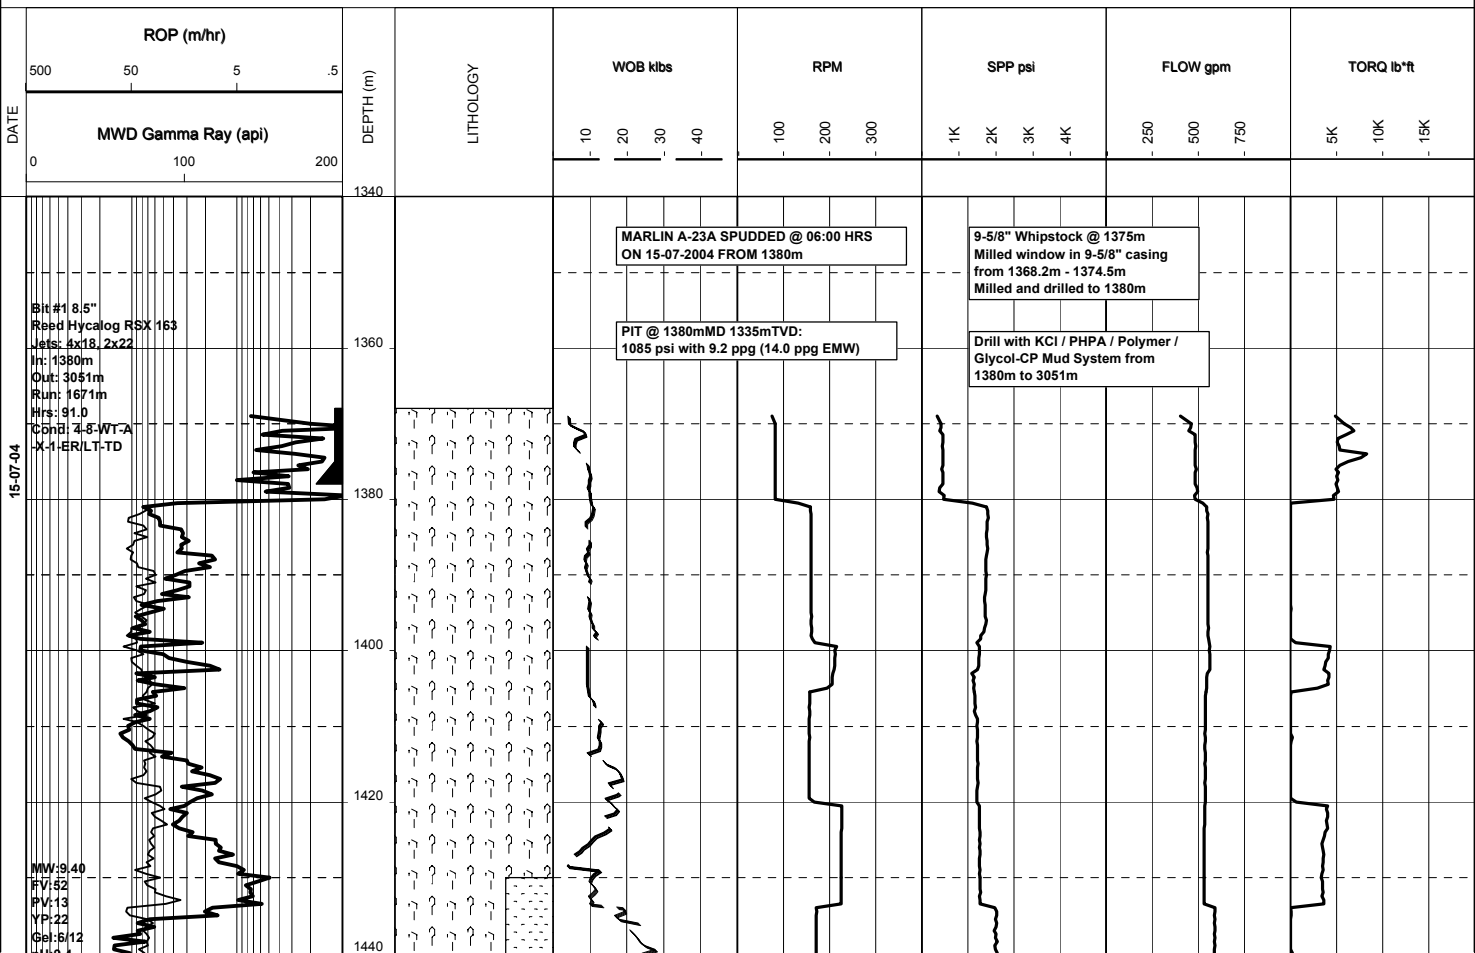 ROP (m/hr)
500 50 5 .5
MWD Gamma Ray (api)
0 100 200
DATE
DEPTH (m)
LITHOLOGY
WOB klbs
10 20 30 40
RPM
100 200 300
SPP psi
1K 2K 3K 4K
FLOW gpm
250 500 750
TORQ lb*ft
5K 10K 15K
1340
MARLIN A-23A SPUDDED @ 06:00 HRS
ON 15-07-2004 FROM 1380m
9-5/8" Whipstock @ 1375m
Milled window in 9-5/8" casing
from 1368.2m - 1374.5m
Milled and drilled to 1380m
Bit #1 8.5"
Reed Hycalog RSX 163
Jets: 4x18, 2x22
In: 1380m
Out: 3051m
Run: 1671m
Hrs: 91.0
Cond: 4-8-WT-A
-X-1-ER/LT-TD
PIT @ 1380mMD 1335mTVD:
1085 psi with 9.2 ppg (14.0 ppg EMW)
Drill with KCl / PHPA / Polymer /
Glycol-CP Mud System from
1380m to 3051m
1360
15-07-04
1380
1400
1420
MW:9.40
FV:52
PV:13
YP:22
Gel:6/12
1440